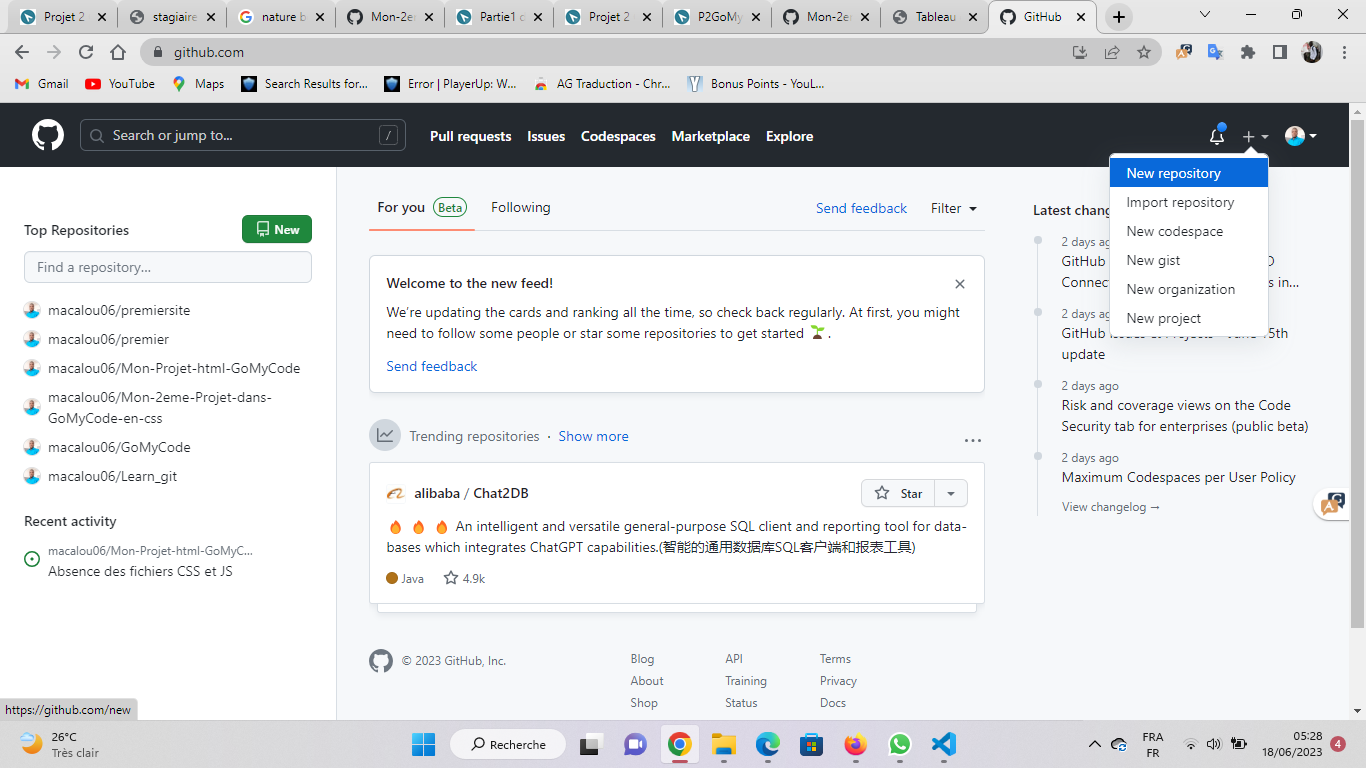 Projet 2
stagiaire
nature b
Mon-2em
Partie1 d
Projet 2
P2GoMy
Mon-2em
Tableau
GitHub
github.com
Gmail
YouTube
Maps
Search Results for...
Error | PlayerUp: W...
AG Traduction - Chr...
Bonus Points - YouL...
Search or jump to...
/
Pull requests
Issues
Codespaces
Marketplace
Explore
New repository
Import repository
New codespace
New gist
New organization
New project
Top Repositories
New
Find a repository...
macalou06/premiersite
macalou06/premier
macalou06/Mon-Projet-html-GoMyCode
macalou06/Mon-2eme-Projet-dans-
GoMyCode-en-css
macalou06/GoMyCode
macalou06/Learn_git
Recent activity
macalou06/Mon-Projet-html-GoMyC...
Absence des fichiers CSS et JS
For you
Beta
Following
Send feedback
Filter
Welcome to the new feed!
We're updating the cards and ranking all the time, so check back regularly. At first, you might
need to follow some people or star some repositories to get started 🌱 .
Send feedback
Trending repositories · Show more
alibaba / Chat2DB
Star
🔥 🔥 🔥 An intelligent and versatile general-purpose SQL client and reporting tool for data-
bases which integrates ChatGPT capabilities.(智能的通用数据库SQL客户端和报表工具)
Java
4.9k
Latest chang
2 days ag
GitHub
Connec s in...
2 days ag
GitHub Issues & Projects – June 15th
update
2 days ago
Risk and coverage views on the Code
Security tab for enterprises (public beta)
2 days ago
Maximum Codespaces per User Policy
View changelog →
© 2023 GitHub, Inc.
Blog
API
Terms
About
Training
Privacy
Shop
Status
Docs
https://github.com/new
26°C
Très clair
Recherche
FRA
FR
05:28
18/06/2023
4